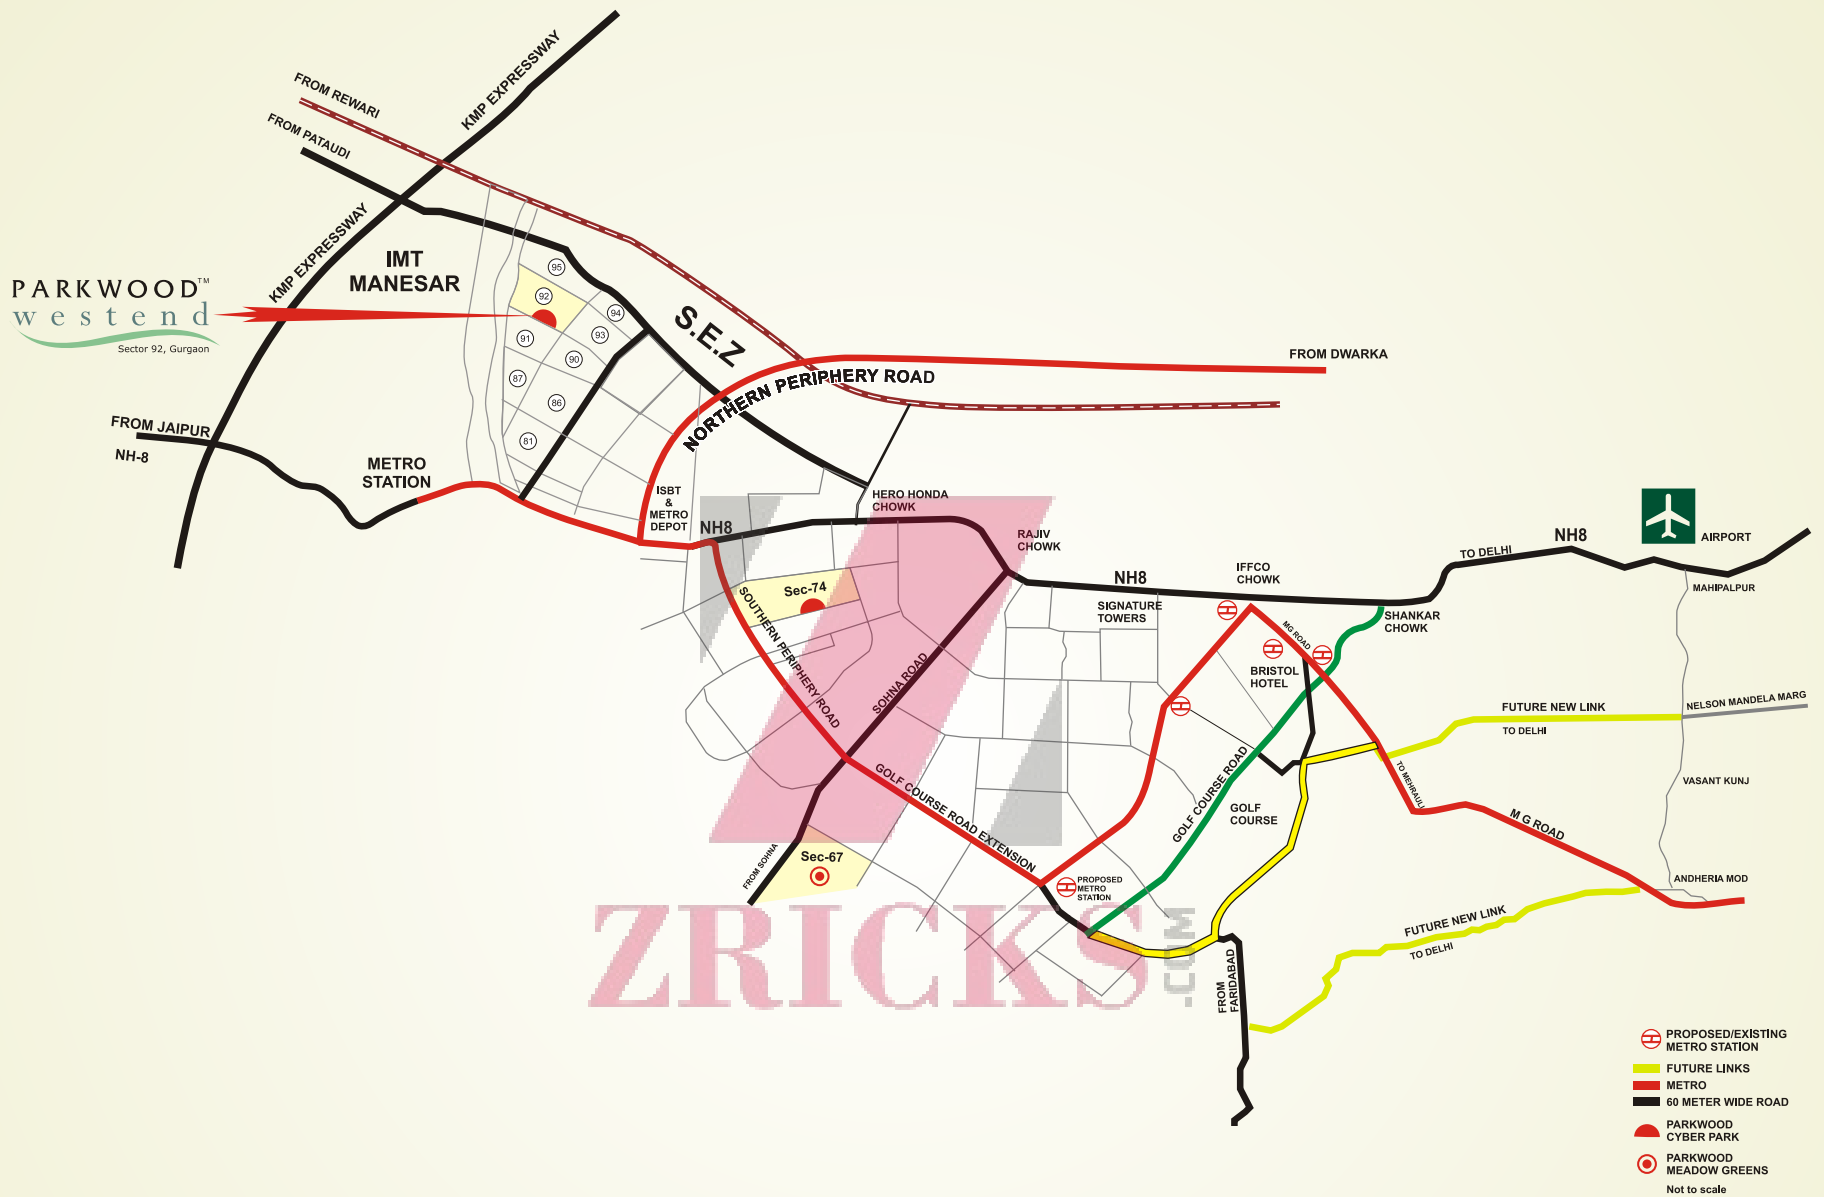 FROM REWARI
FROM PATAUDI
KMP EXPRESSWAY
KMP EXPRESSWAY
IMT
MANESAR
PARKWOOD™
westend
Sector 92, Gurgaon
95
92
94
93
91
90
87
86
81
S.E.Z
NORTHERN PERIPHERY ROAD
FROM DWARKA
FROM JAIPUR
NH-8
METRO
STATION
ISBT
&
METRO
DEPOT
NH8
HERO HONDA
CHOWK
RAJIV
CHOWK
NH8
IFFCO
CHOWK
SIGNATURE
TOWERS
TO DELHI
NH8
AIRPORT
MAHIPALPUR
SHANKAR
CHOWK
MG ROAD
BRISTOL
HOTEL
Sec-74
SOUTHERN PERIPHERY ROAD
SOHNA ROAD
NELSON MANDELA MARG
FUTURE NEW LINK
TO DELHI
TO MEHRAULI
VASANT KUNJ
GOLF COURSE ROAD
GOLF
COURSE
GOLF COURSE ROAD EXTENSION
M G ROAD
ANDHERIA MOD
FROM SOHNA
Sec-67
PROPOSED
METRO
STATION
FUTURE NEW LINK
TO DELHI
FROM
FARIDABAD
ZRICKS
.COM
PROPOSED/EXISTING
METRO STATION
FUTURE LINKS
METRO
60 METER WIDE ROAD
PARKWOOD
CYBER PARK
PARKWOOD
MEADOW GREENS
Not to scale